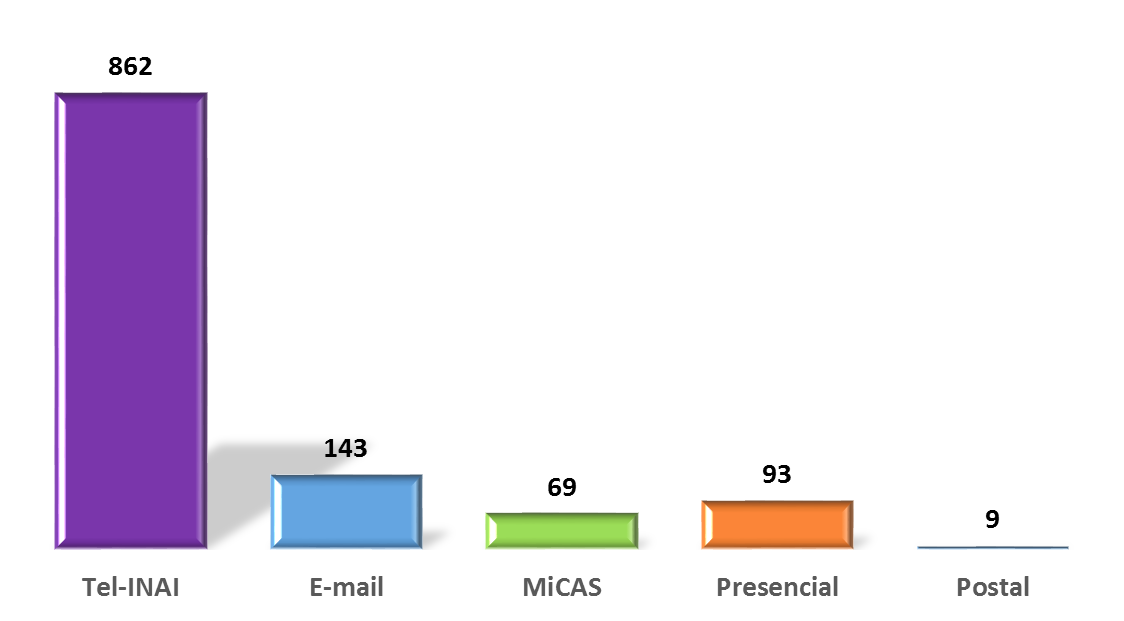 862
143
69
93
9
Tel-INAI
E-mail
MiCAS
Presencial
Postal